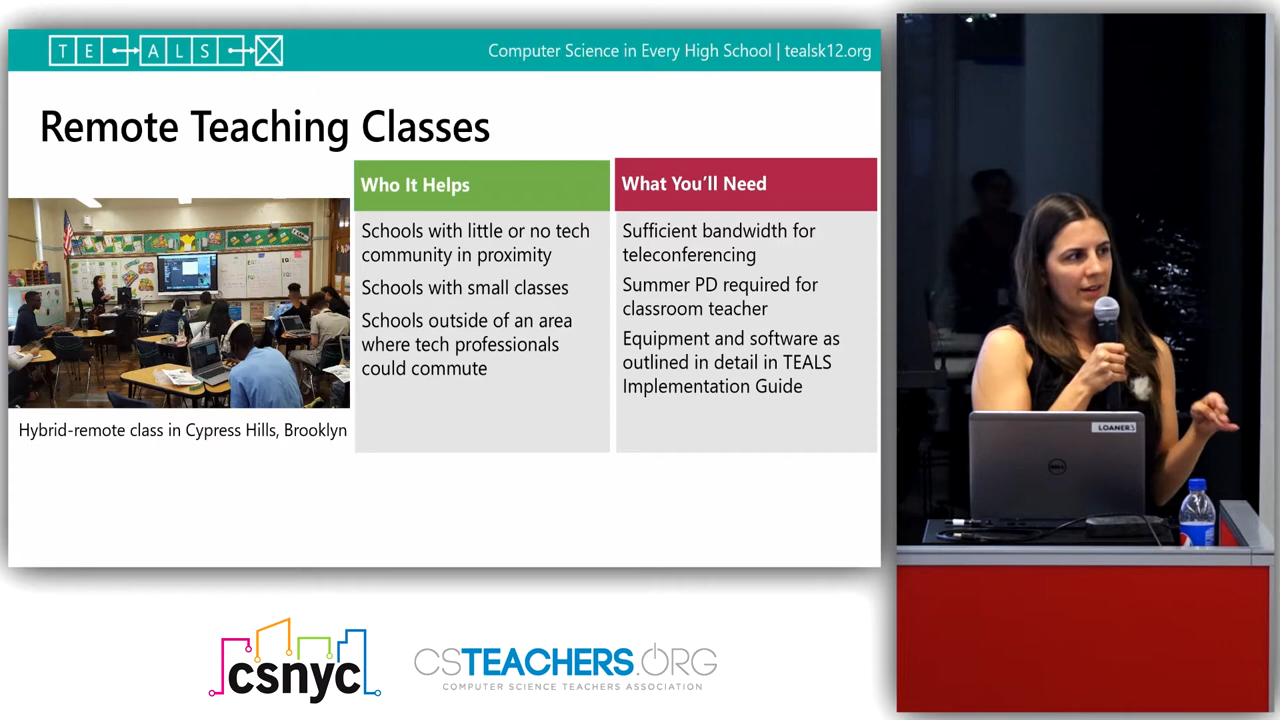 TEALS
Computer Science in Every High School | tealsk12.org
Remote Teaching Classes
Who It Helps
Schools with little or no tech
community in proximity
Schools with small classes
Schools outside of an area
where tech professionals
could commute
What You'll Need
Sufficient bandwidth for
teleconferencing
Summer PD required for
classroom teacher
Equipment and software as
outlined in detail in TEALS
Implementation Guide
Hybrid-remote class in Cypress Hills, Brooklyn
LOANER3
DELL
csnyc
CSTEACHERS.ORG
COMPUTER SCIENCE TEACHERS ASSOCIATION